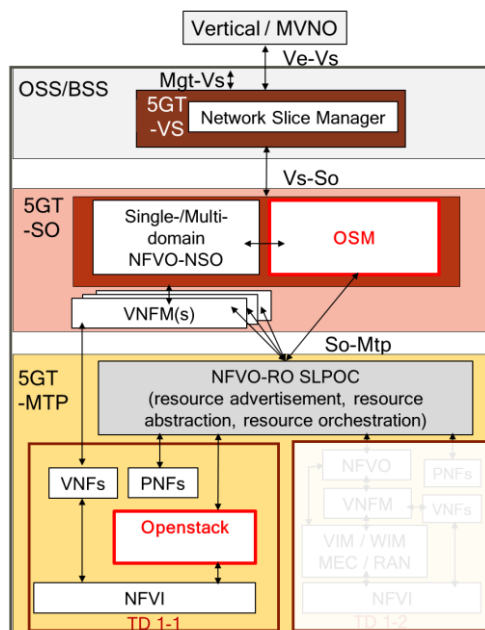 Vertical / MVNO
Ve-Vs
Mgt-Vs
OSS/BSS
5GT
-VS
Network Slice Manager
Vs-So
5GT
-SO
Single-/Multi-
domain
NFVO-NSO
OSM
VNFM(s)
So-Mtp
5GT
-MTP
NFVO-RO SLPOC
(resource advertisement, resource
abstraction, resource orchestration)
VNFs
PNFs
Openstack
NFVI
TD 1-1
NFVO
PNFs
VNFM
VNFs
VIM / WIM
MEC / RAN
NFVI
TD 1-2